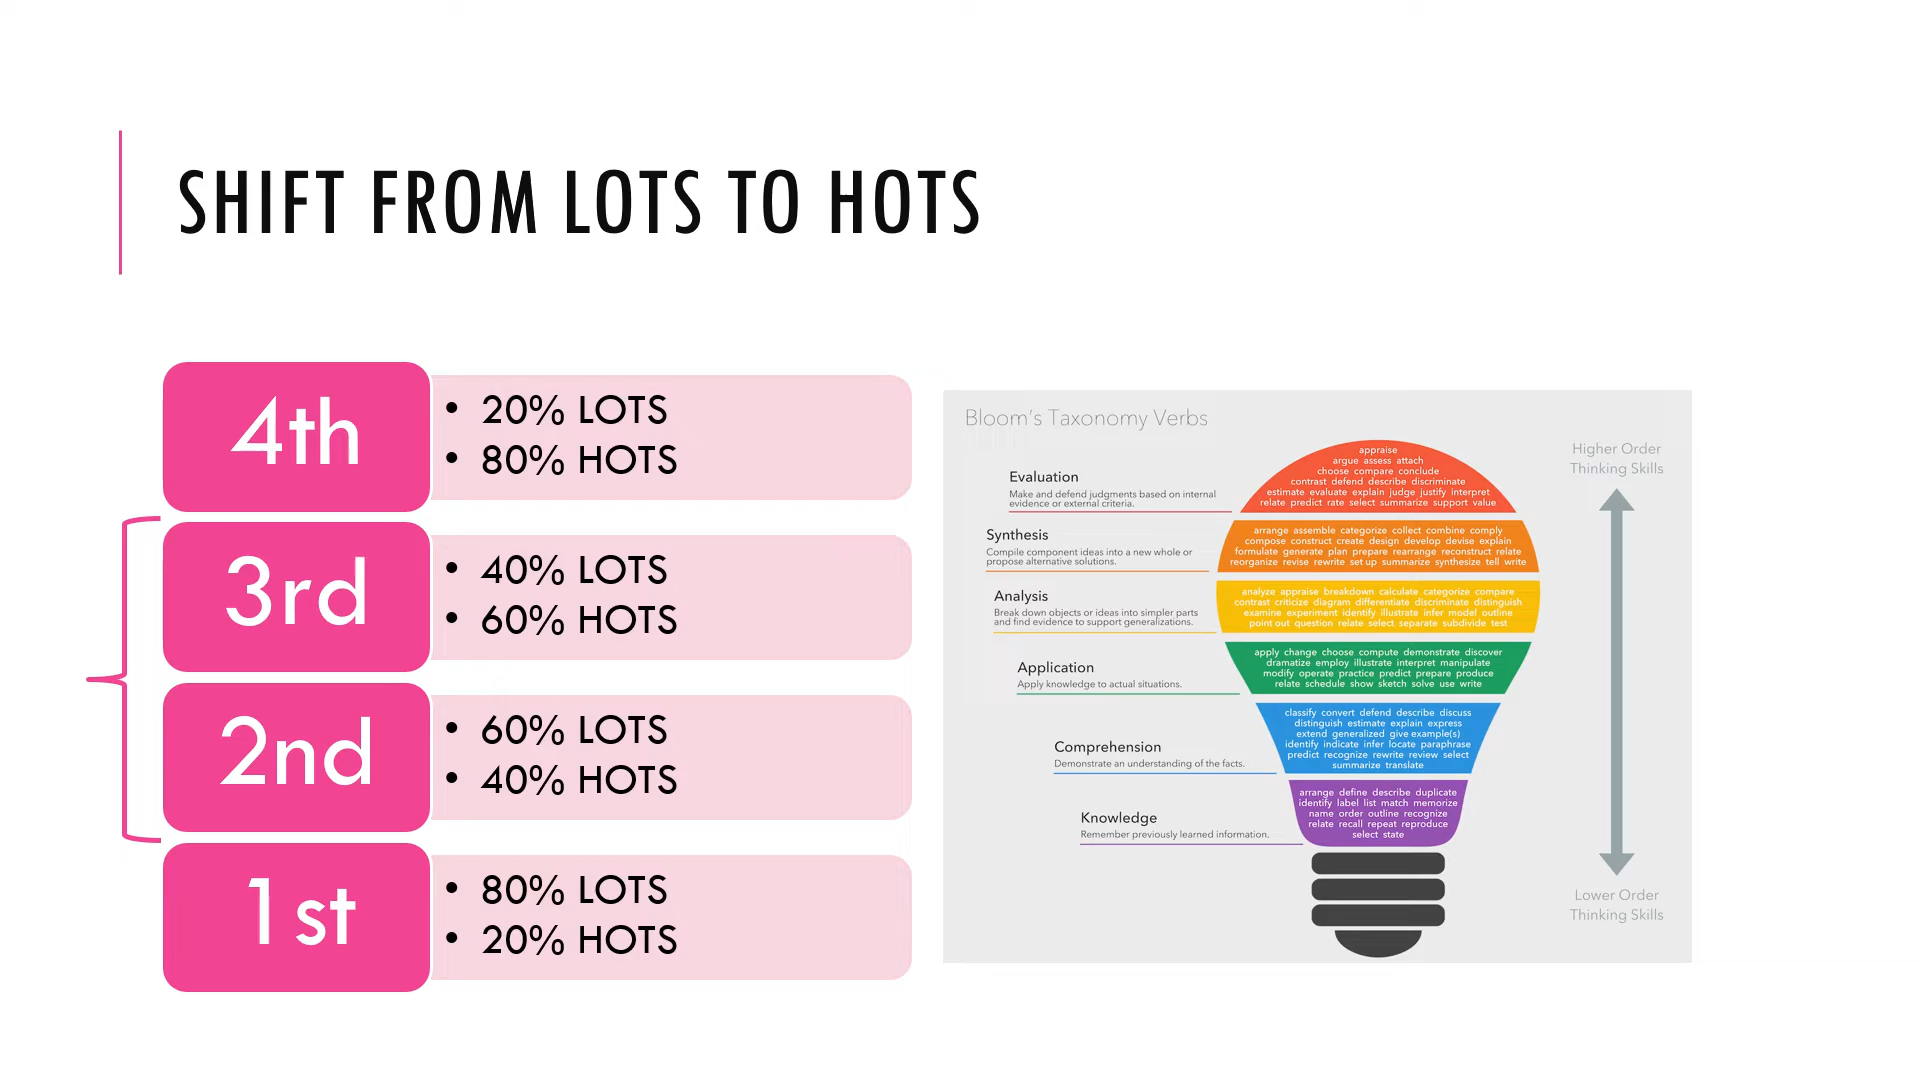 SHIFT FROM LOTS TO HOTS
4th
• 20% LOTS
• 80% HOTS
3rd
• 40% LOTS
• 60% HOTS
2nd
• 60% LOTS
• 40% HOTS
1st
• 80% LOTS
• 20% HOTS
Bloom's Taxonomy Verbs
Evaluation
Make and defend judgments based on internal
evidence or external criteria.
Synthesis
Compile component ideas into a new whole or
propose alternative solutions.
Analysis
Break down objects or ideas into simpler parts
and find evidence to support generalizations.
Application
Apply knowledge to actual situations.
Comprehension
Demonstrate an understanding of the facts.
Knowledge
Remember previously learned information.
appraise
argue assess attach
choose compare conclude
contrast defend describe discriminate
estimate evaluate explain judge justify interpret
relate predict rate select summarize support value
arrange assemble categorize collect combine comply
compose construct create design develop devise explain
formulate generate plan prepare rearrange reconstruct relate
reorganize revise rewrite set up summarize synthesize tell write
analyze appraise breakdown calculate categorize compare
contrast criticize diagram differentiate discriminate distinguish
examine experiment identify illustrate infer model outline
point out question relate select separate subdivide test
apply change choose compute demonstrate discover
dramatize employ illustrate interpret manipulate
modify operate practice predict prepare produce
relate schedule show sketch solve use write
classify convert defend describe discuss
distinguish estimate explain express
extend generalized give example(s)
identify indicate infer locate paraphrase
predict recognize rewrite review select
summarize translate
arrange define describe duplicate
identify label list match memorize
name order outline recognize
relate recall repeat reproduce
select state
Higher Order
Thinking Skills
Lower Order
Thinking Skills